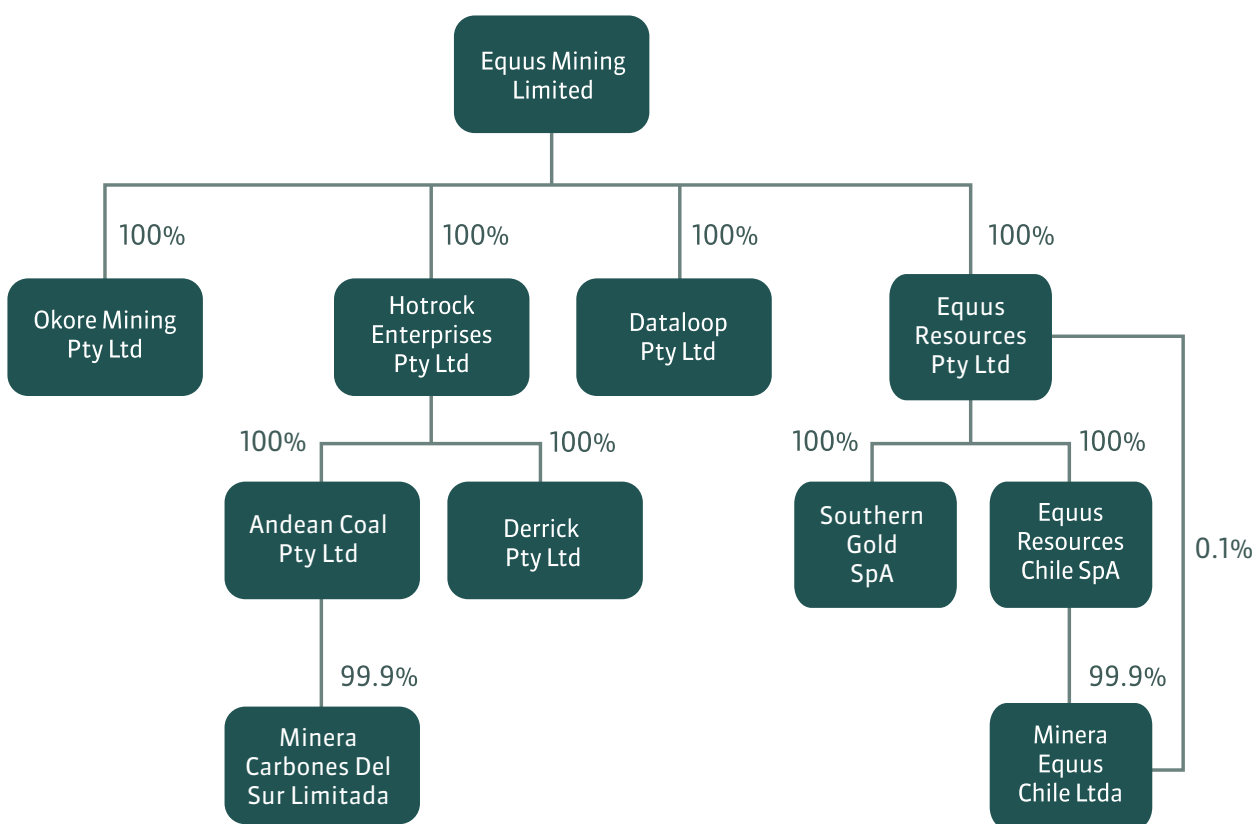 Equus Mining
Limited
100%
100%
100%
100%
Okore Mining
Pty Ltd
Hotrock
Enterprises
Pty Ltd
Dataloop
Pty Ltd
Equus
Resources
Pty Ltd
100%
100%
100%
100%
Andean Coal
Pty Ltd
Derrick
Pty Ltd
Southern
Gold
SpA
Equus
Resources
Chile SpA
0.1%
99.9%
99.9%
Minera
Carbones Del
Sur Limitada
Minera
Equus
Chile Ltda